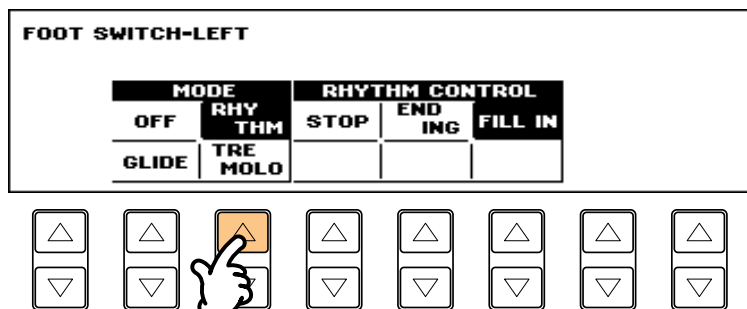 FOOT SWITCH-LEFT
MODE RHYTHM CONTROL
OFF RHY THM STOP END ING FILL IN
GLIDE TRE MOLO